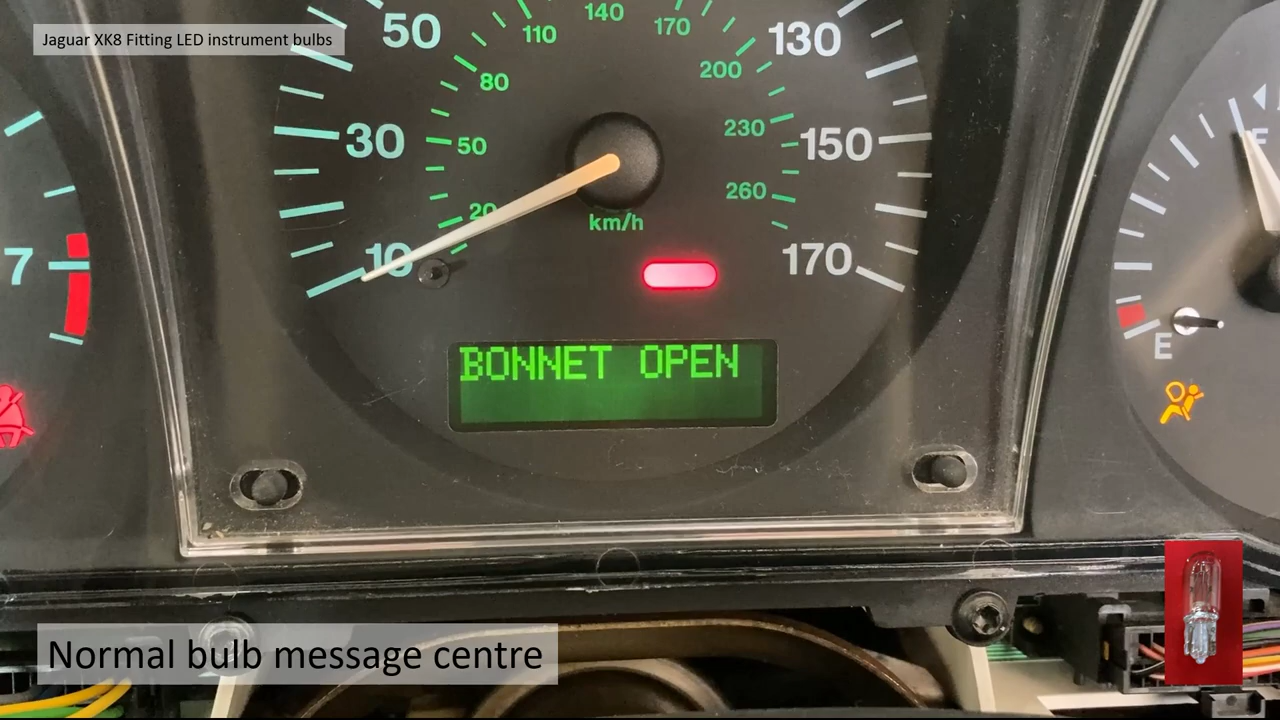 Jaguar XK8 Fitting LED instrument bulbs
50
110
140
170
130
80
200
30
50
230
150
F
20
260
km/h
10
170
7
BONNET OPEN
E
Normal bulb message centre